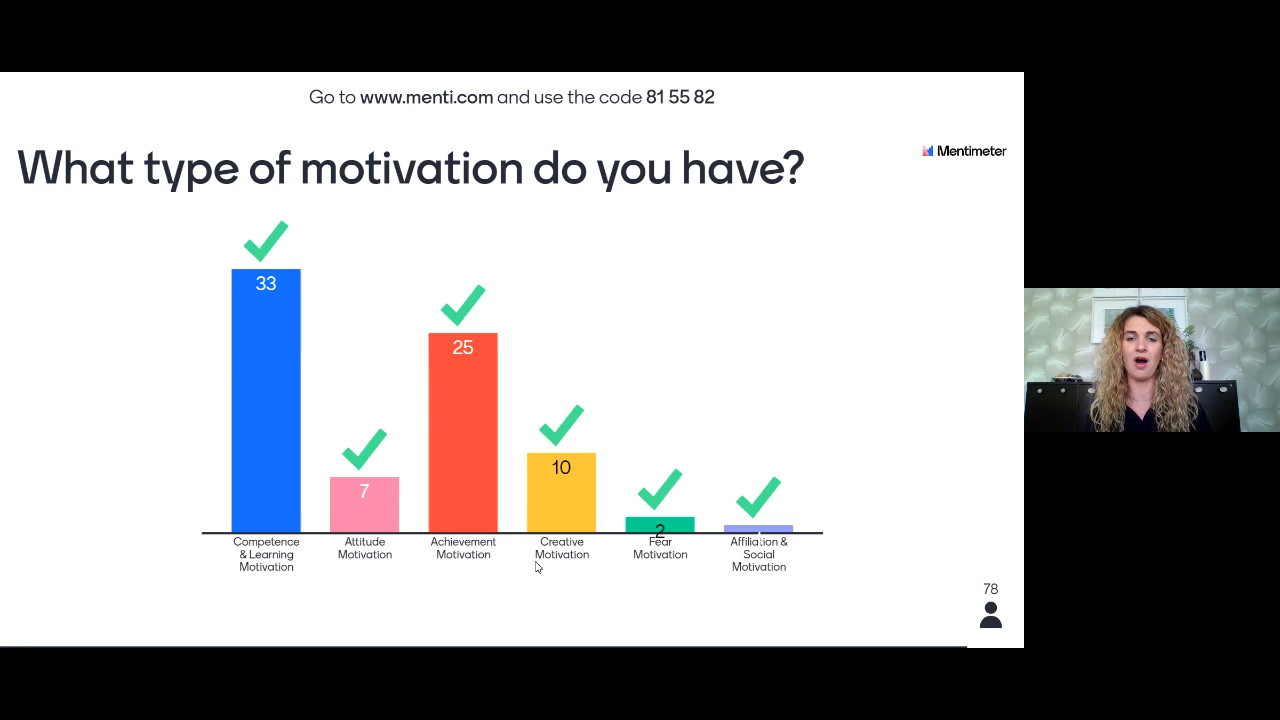 Go to www.menti.com and use the code 81 55 82
What type of motivation do you have?
Mentimeter
33
7
25
10
2
Competence
& Learning
Motivation
Attitude
Motivation
Achievement
Motivation
Creative
Motivation
Fear
Motivation
Affiliation &
Social
Motivation
78